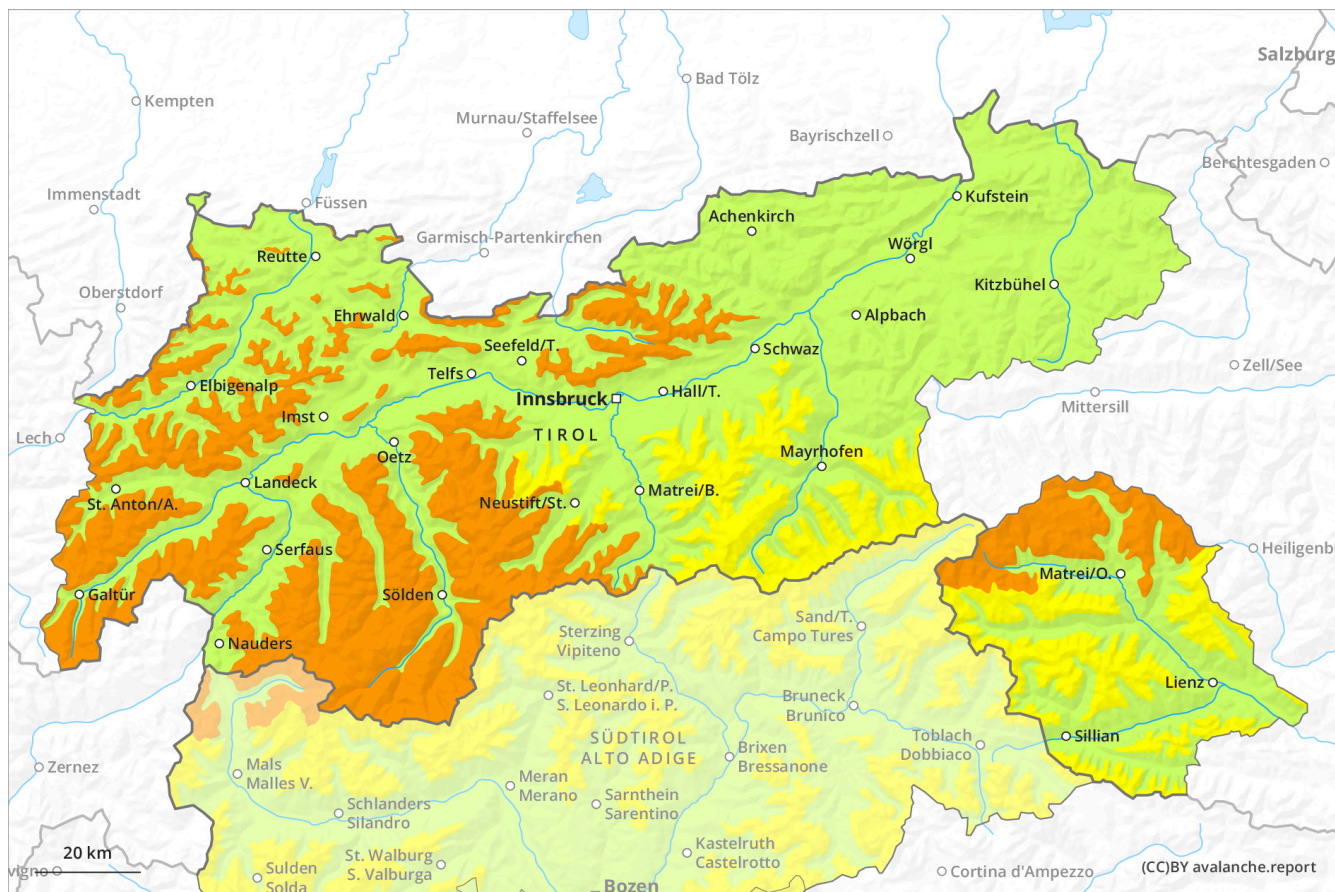 Salzburg
Bad Tölz
Kempten
Murnau/Staffelsee
Bayrischzell
Berchtesgaden
Immenstadt
Füssen
Kufstein
Achenkirch
Garmisch-Partenkirchen
Wörgl
Reutte
Kitzbühel
Oberstdorf
Ehrwald
Alpbach
Seefeld/T.
Schwaz
Zell/See
Telfs
Elbigenalp
Innsbruck
Hall/T.
Mittersill
Imst
Lech
TIROL
Oetz
Mayrhofen
Landeck
Matrei/B.
St. Anton/A.
Neustift/St.
Serfaus
Heiligenb
Matrei/O.
Galtür
Sölden
Sand/T.
Campo Tures
Sterzing
Vipiteno
Nauders
Lienz
St. Leonhard/P.
S. Leonardo i. P.
Bruneck
Brunico
SÜDTIROL
ALTO ADIGE
Sillian
Toblach
Dobbiaco
Brixen
Bressanone
Zernez
Mals
Malles V.
Meran
Merano
Sarnthein
Sarentino
Schlanders
Silandro
20 km
Kastelruth
Castelrotto
St. Walburg
S. Valburga
vigno
Sulden
Solda
Cortina d'Ampezzo
(CC)BY avalanche.report
Bozen